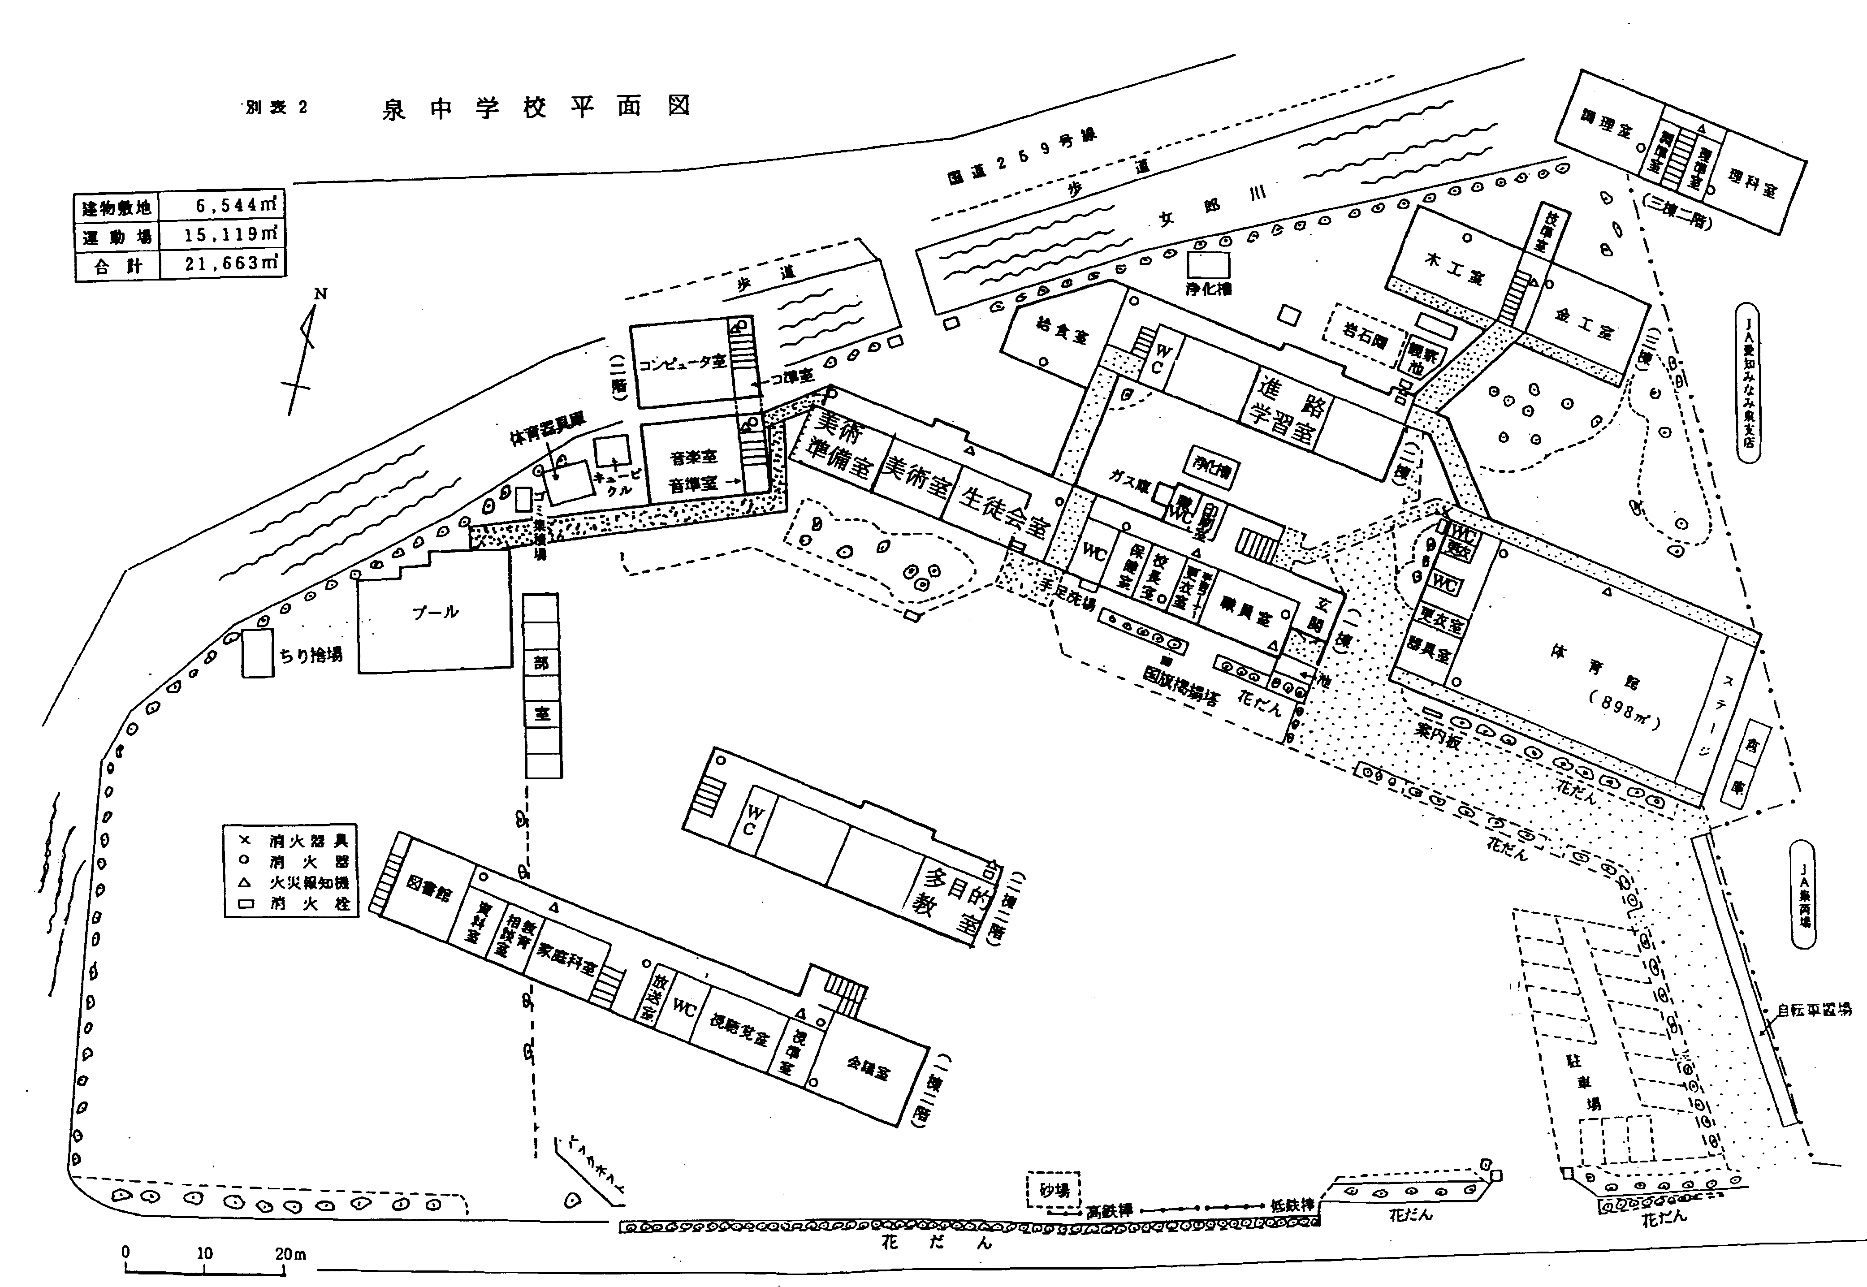 別表2　泉中学校平面図
建物敷地　6,544㎡
運動場　15,119㎡
合計　21,663㎡
N
国道259号線
歩道
女郎川
歩道
調理室
調準室
理準室
理科室
(三棟二階)
技準室
木工室
金工室
(三棟)
JA愛知みなみ泉支店
浄化槽
岩石園
観察池
給食室
WC
進路学習室
(二棟)
コンピュータ室
(二階)
コ準室
体育器具庫
キュービクル
音楽室
音準室
ゴミ集積場
美術準備室
美術室
生徒会室
ガス庫
浄化槽
職WC
印刷室
WC
保健室
校長室
更衣室
職員室
玄関
(一棟)
手足洗場
国旗掲揚塔
花だん
池
WC
更衣
WC
更衣室
器具室
体育館
(898㎡)
ステージ
案内板
花だん
倉庫
プール
ちり捨場
部室
花だん
× 消火器具
○ 消火器
△ 火災報知機
□ 消火栓
WC
多目的教室
(二棟二階)
図書館
資料室
教育相談室
家庭科室
放送室
WC
視聴覚室
視準室
会議室
(一棟二階)
JA集荷場
自転車置場
駐車場
バックネット
砂場
高鉄棒
低鉄棒
花だん
花だん
花だん
0　10　20m